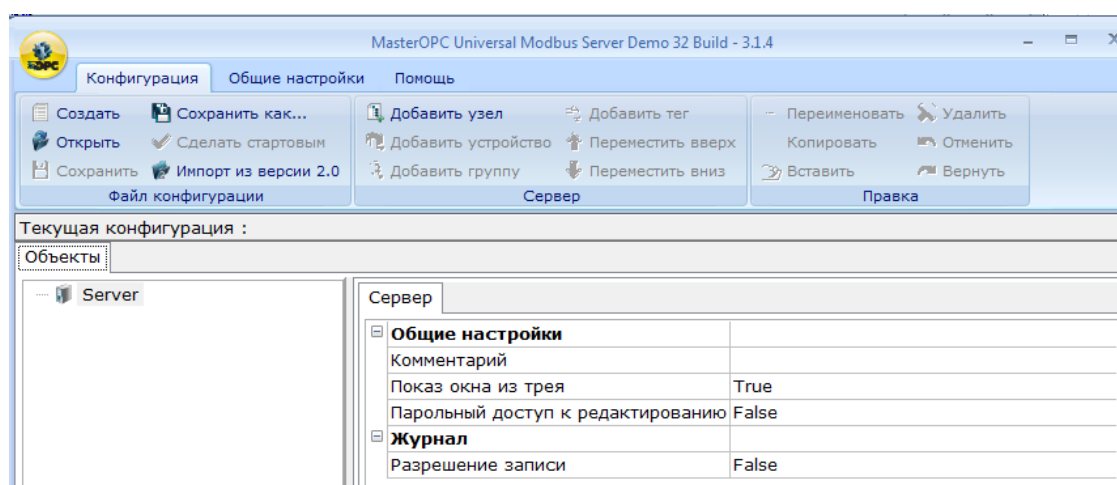 MasterOPC Universal Modbus Server Demo 32 Build - 3.1.4
Конфигурация Общие настройки Помощь
Создать Сохранить как... Добавить узел Добавить тег Переименовать Удалить
Открыть Сделать стартовым Добавить устройство Переместить вверх Копировать Отменить
Сохранить Импорт из версии 2.0 Добавить группу Переместить вниз Вставить Вернуть
Файл конфигурации Сервер Правка
Текущая конфигурация :
Объекты
Server
Сервер
Общие настройки
Комментарий
Показ окна из трея True
Парольный доступ к редактированию False
Журнал
Разрешение записи False